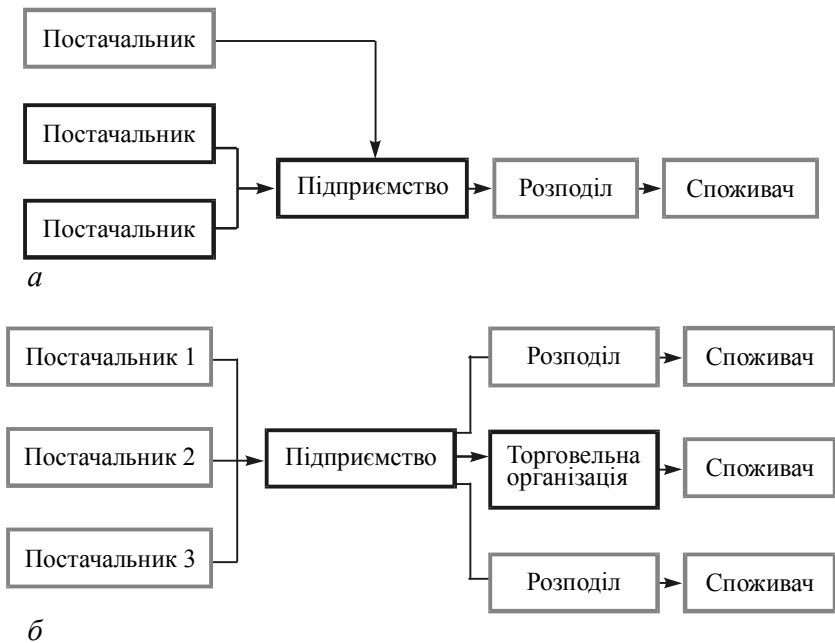 Постачальник
Постачальник
Підприємство
Розподіл
Споживач
Постачальник
а
Постачальник 1
Розподіл
Споживач
Постачальник 2
Підприємство
Торговельна
організація
Споживач
Постачальник 3
Розподіл
Споживач
б